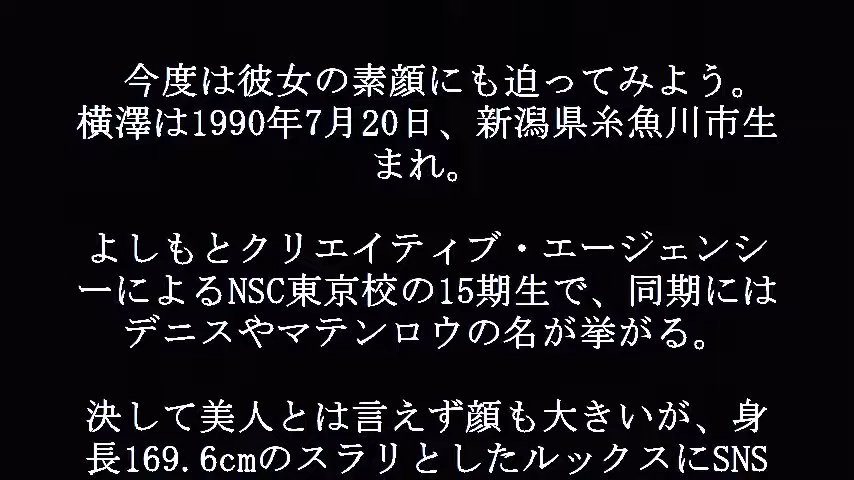 今度は彼女の素顔にも迫ってみよう。
横澤は1990年7月20日、新潟県糸魚川市生
まれ。
よしもとクリエイティブ・エージェンシ
ーによるNSC東京校の15期生で、同期には
デニスやマテンロウの名が挙がる。
決して美人とは言えず顔も大きいが、身
長169.6cmのスラリとしたルックスにSNS